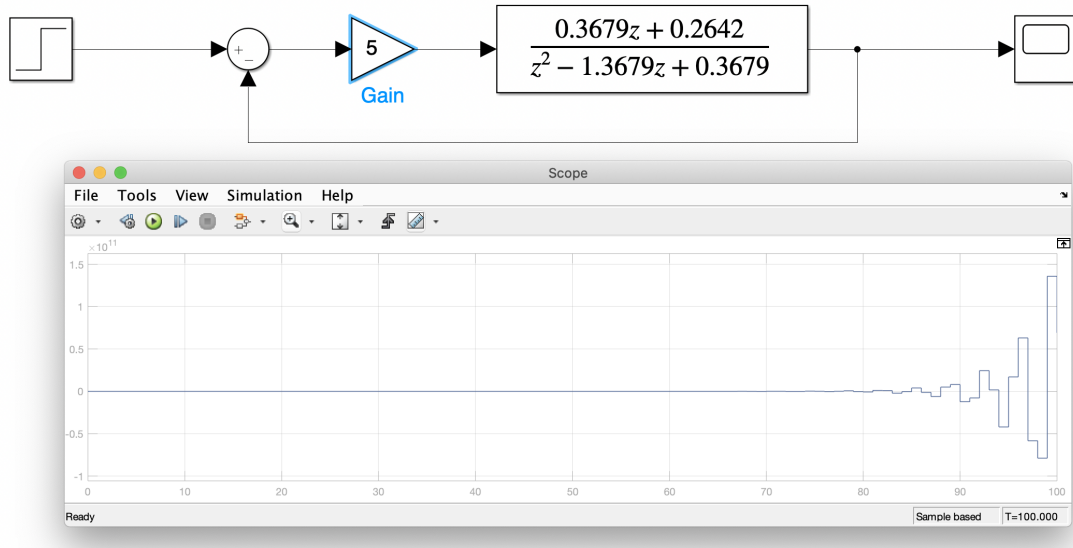 +
−
5
0.3679z + 0.2642
z² − 1.3679z + 0.3679
Gain
Scope
File Tools View Simulation Help
×10¹¹
1.5
1
0.5
0
-0.5
-1
0 10 20 30 40 50 60 70 80 90 100
Ready Sample based T=100.000